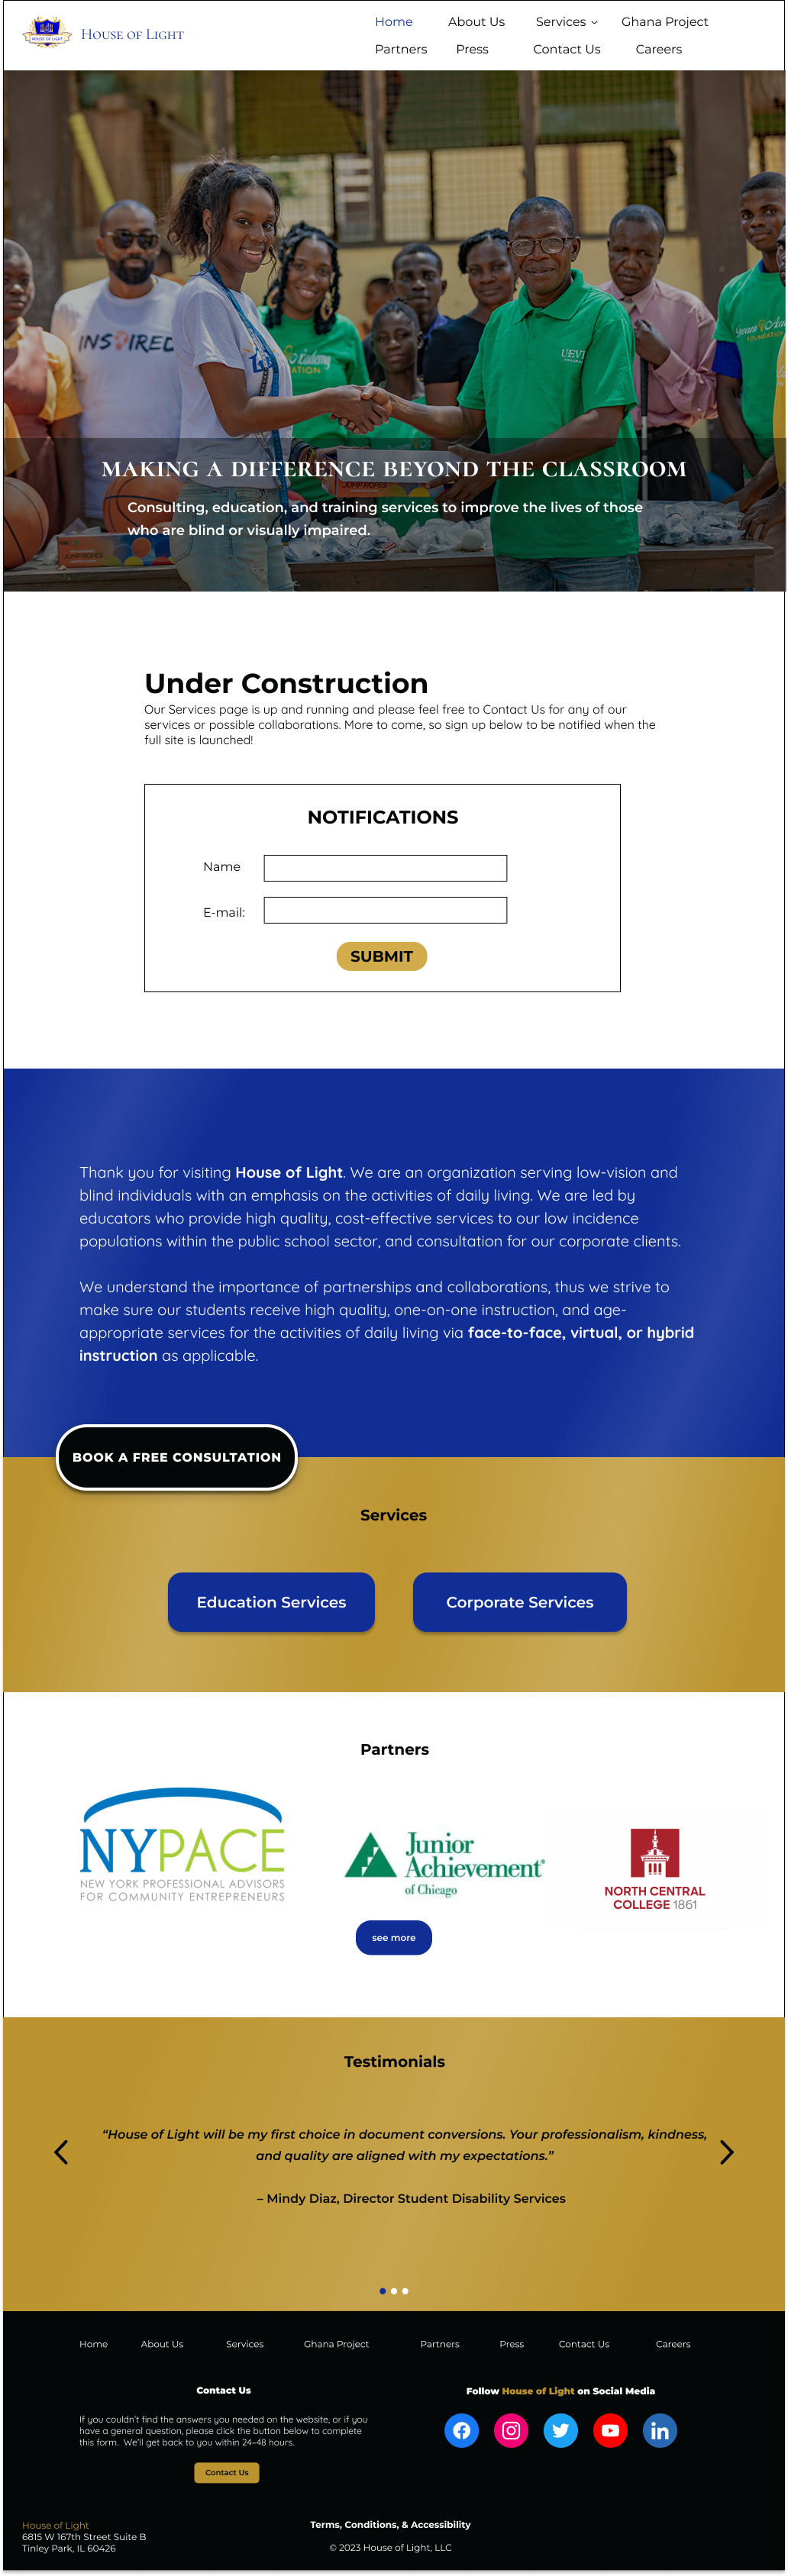 HOUSE OF LIGHT
House of Light
Home About Us Services Ghana Project
Partners Press Contact Us Careers
INSPIRED
UEVI
FOUNDATION
JUMP ROPES
MAKING A DIFFERENCE BEYOND THE CLASSROOM
Consulting, education, and training services to improve the lives of those
who are blind or visually impaired.
Under Construction
Our Services page is up and running and please feel free to Contact Us for any of our
services or possible collaborations. More to come, so sign up below to be notified when the
full site is launched!
NOTIFICATIONS
Name
E-mail:
SUBMIT
Thank you for visiting House of Light. We are an organization serving low-vision and
blind individuals with an emphasis on the activities of daily living. We are led by
educators who provide high quality, cost-effective services to our low incidence
populations within the public school sector, and consultation for our corporate clients.
We understand the importance of partnerships and collaborations, thus we strive to
make sure our students receive high quality, one-on-one instruction, and age-
appropriate services for the activities of daily living via face-to-face, virtual, or hybrid
instruction as applicable.
BOOK A FREE CONSULTATION
Services
Education Services Corporate Services
Partners
NYPACE
NEW YORK PROFESSIONAL ADVISORS
FOR COMMUNITY ENTREPRENEURS
Junior
Achievement®
of Chicago
NORTH CENTRAL
COLLEGE 1861
see more
Testimonials
“House of Light will be my first choice in document conversions. Your professionalism, kindness,
and quality are aligned with my expectations.”
– Mindy Diaz, Director Student Disability Services
Home About Us Services Ghana Project Partners Press Contact Us Careers
Contact Us
If you couldn’t find the answers you needed on the website, or if you
have a general question, please click the button below to complete
this form. We’ll get back to you within 24–48 hours.
Contact Us
Follow House of Light on Social Media
House of Light
6815 W 167th Street Suite B
Tinley Park, IL 60426
Terms, Conditions, & Accessibility
© 2023 House of Light, LLC